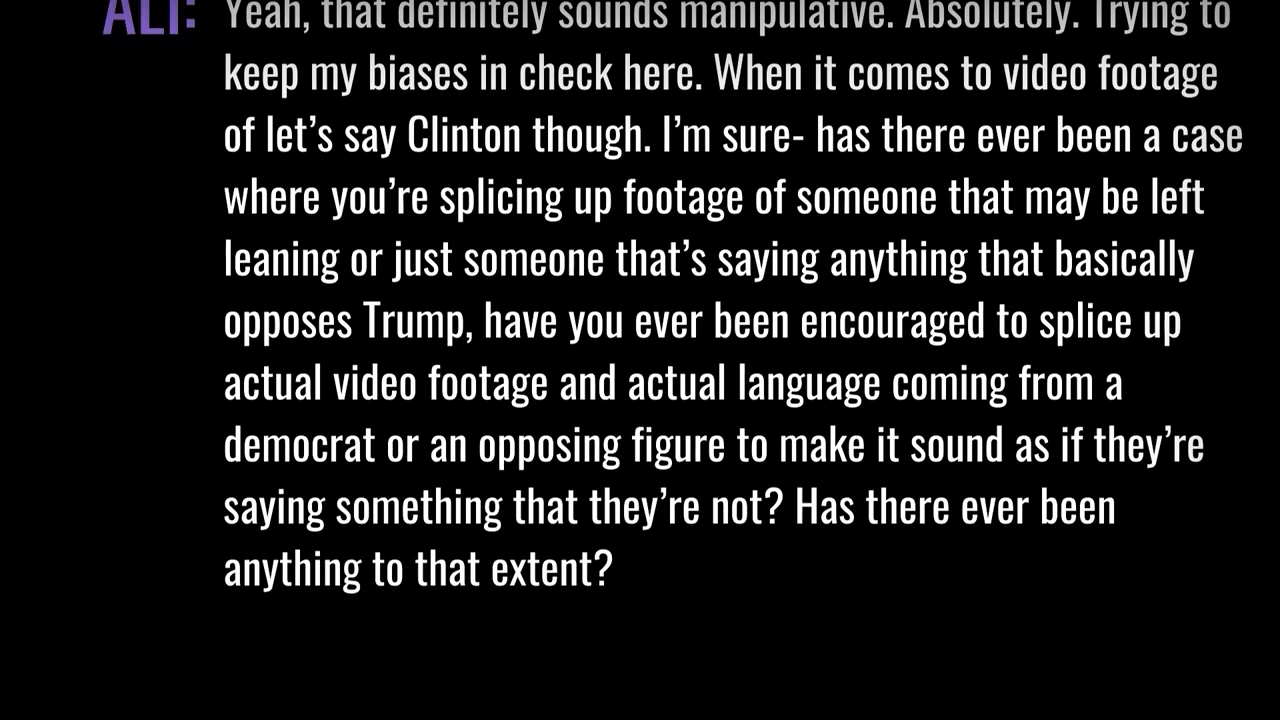 ALI: Yeah, that definitely sounds manipulative. Absolutely. Trying to
keep my biases in check here. When it comes to video footage
of let’s say Clinton though. I’m sure- has there ever been a case
where you’re splicing up footage of someone that may be left
leaning or just someone that’s saying anything that basically
opposes Trump, have you ever been encouraged to splice up
actual video footage and actual language coming from a
democrat or an opposing figure to make it sound as if they’re
saying something that they’re not? Has there ever been
anything to that extent?